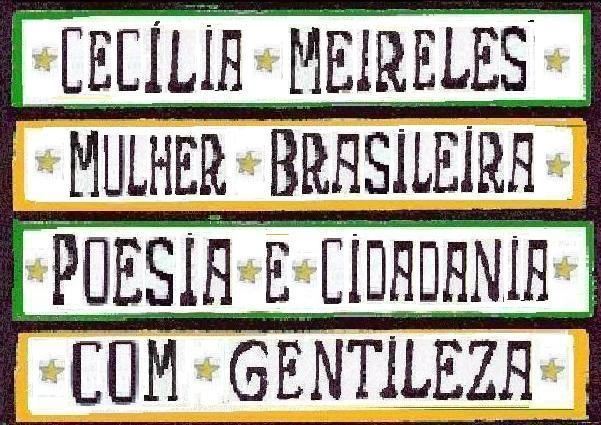 CECÍLIA MEIRELES
MULHER BRASILEIRA
POESIA E CIDADANIA
COM GENTILEZA